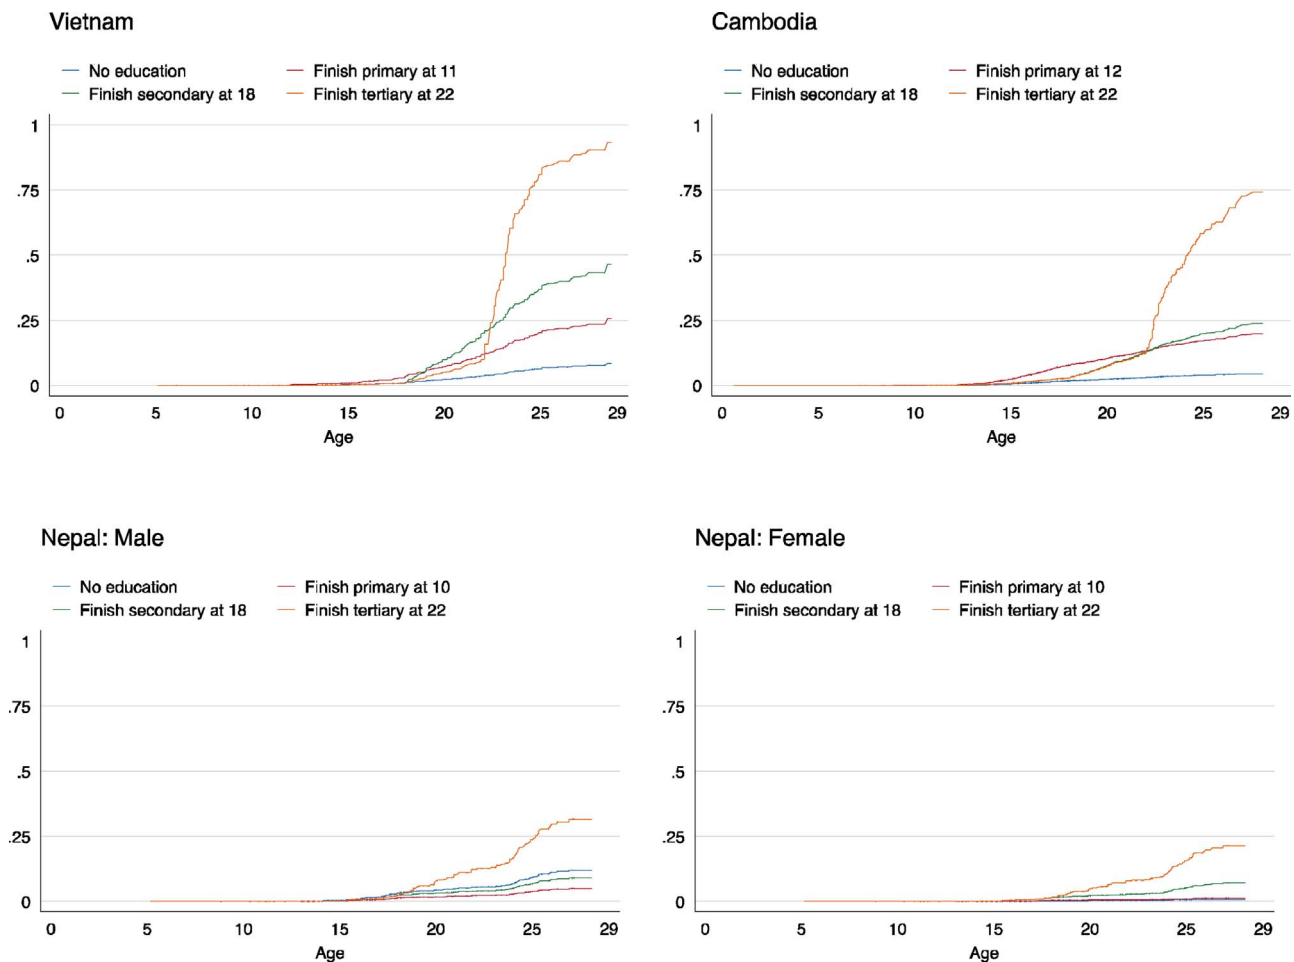 Vietnam
No education
Finish primary at 11
Finish secondary at 18
Finish tertiary at 22
1
.75
.5
.25
0
0 5 10 15 20 25 29
Age
Cambodia
No education
Finish primary at 12
Finish secondary at 18
Finish tertiary at 22
1
.75
.5
.25
0
0 5 10 15 20 25 29
Age
Nepal: Male
No education
Finish primary at 10
Finish secondary at 18
Finish tertiary at 22
1
.75
.5
.25
0
0 5 10 15 20 25 29
Age
Nepal: Female
No education
Finish primary at 10
Finish secondary at 18
Finish tertiary at 22
1
.75
.5
.25
0
0 5 10 15 20 25 29
Age